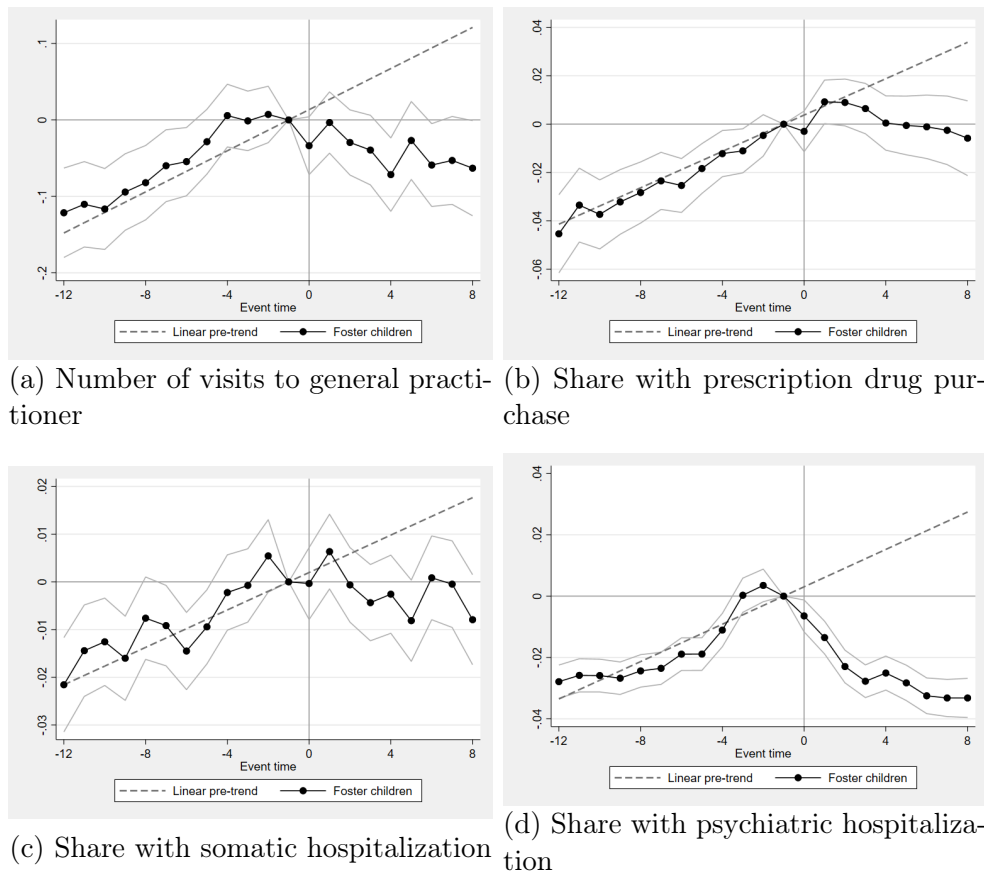 .1
0
-.1
-.2
-12 -8 -4 0 4 8
Event time
Linear pre-trend Foster children
(a) Number of visits to general practi-
tioner
.04
.02
0
-.02
-.04
-.06
-12 -8 -4 0 4 8
Event time
Linear pre-trend Foster children
(b) Share with prescription drug pur-
chase
.02
.01
0
-.01
-.02
-.03
-12 -8 -4 0 4 8
Event time
Linear pre-trend Foster children
(c) Share with somatic hospitalization
.04
.02
0
-.02
-.04
-12 -8 -4 0 4 8
Event time
Linear pre-trend Foster children
(d) Share with psychiatric hospitaliza-
tion